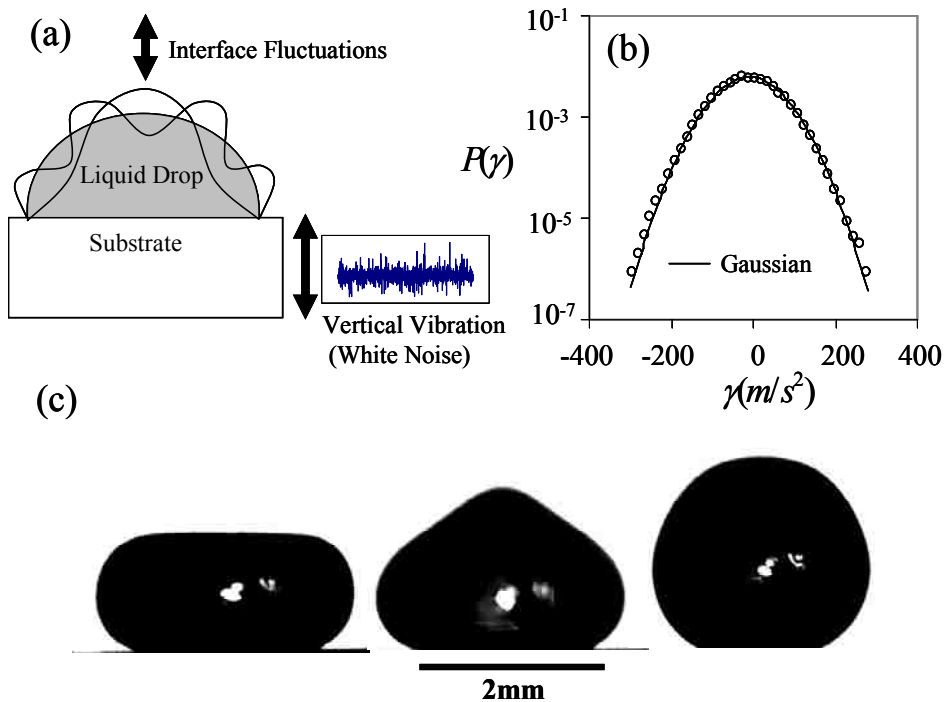 (a)
Interface Fluctuations
Liquid Drop
Substrate
Vertical Vibration
(White Noise)
(b)
10-1
10-3
10-5
10-7
P(γ)
Gaussian
-400 -200 0 200 400
γ(m/s2)
(c)
2mm